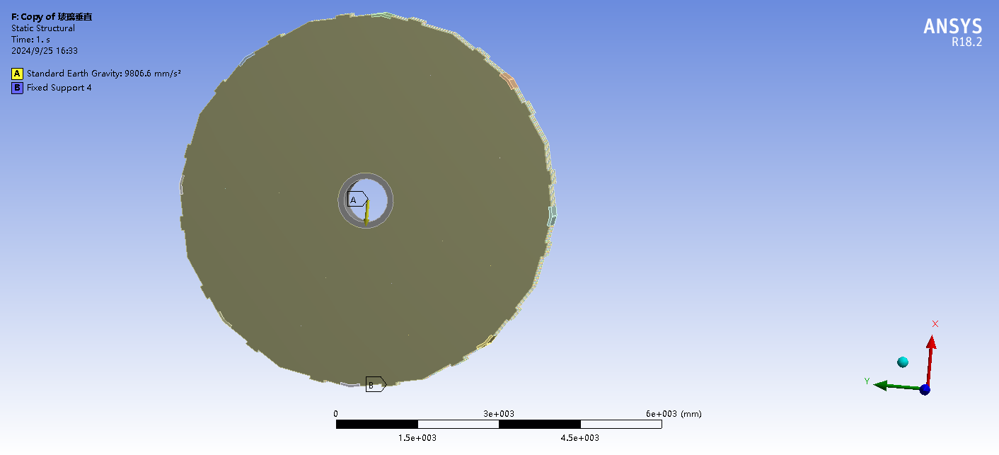 F: Copy of 玻璃垂直
Static Structural
Time: 1. s
2024/9/25 16:33
A Standard Earth Gravity: 9806.6 mm/s²
B Fixed Support 4
ANSYS
R18.2
A
B
X
Y
0 3e+003 6e+003 (mm)
1.5e+003 4.5e+003